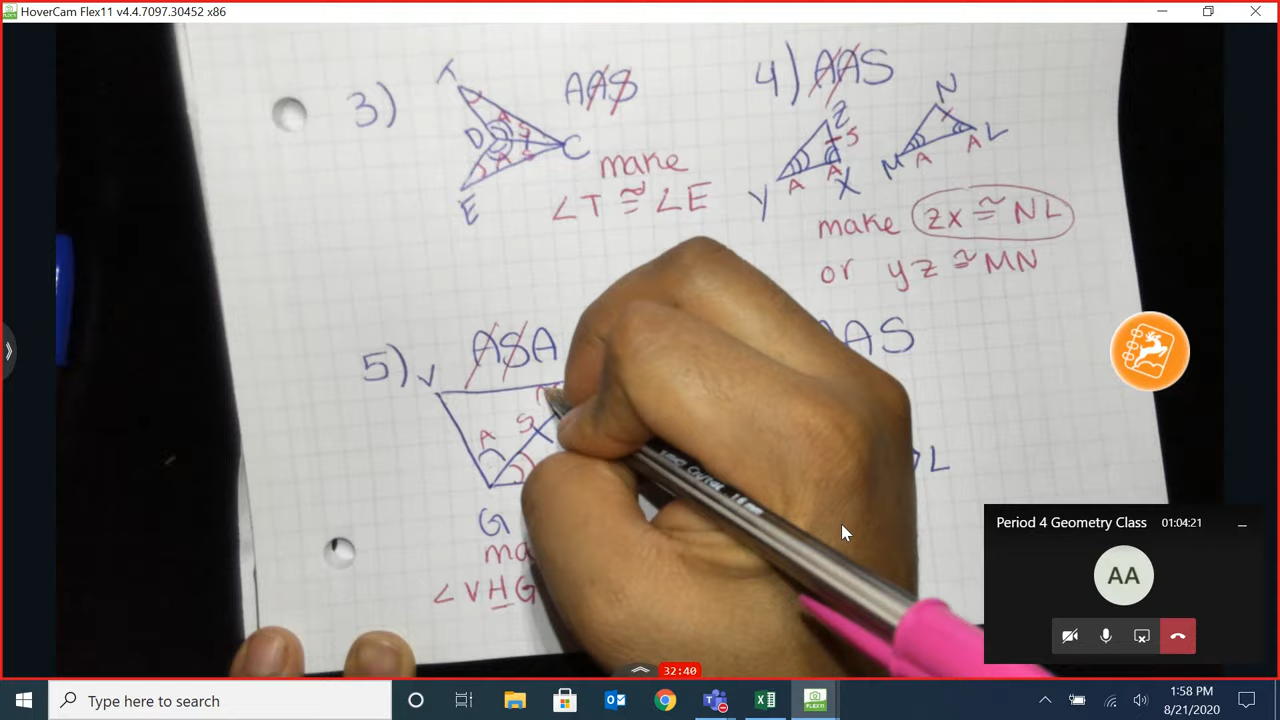 HoverCam Flex11 v4.4.7097.30452 x86
3) AAS
T
D
C
E
A
S
S
A
make
∠T ≅ ∠E
4) AAS
Z
S
Y
A
A
X
N
M
A
A
L
make ZX ≅ NL
or YZ ≅ MN
5) ASA
V
A
S
G
∠VHG
AAS
L
Period 4 Geometry Class 01:04:21
AA
32:40
Type here to search
FLEX11
1:58 PM
8/21/2020